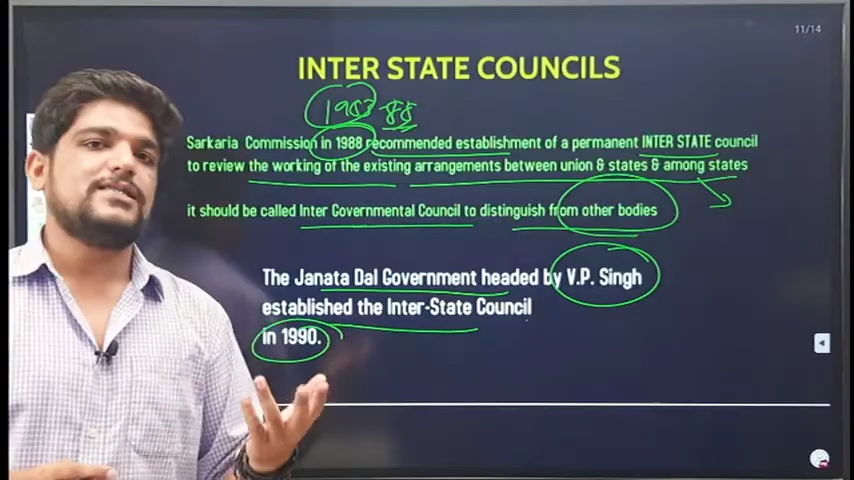 11/14
INTER STATE COUNCILS
1983-88
Sarkaria Commission in 1988 recommended establishment of a permanent INTER STATE council
to review the working of the existing arrangements between union & states & among states
it should be called Inter Governmental Council to distinguish from other bodies
The Janata Dal Government headed by V.P. Singh
established the Inter-State Council
in 1990.